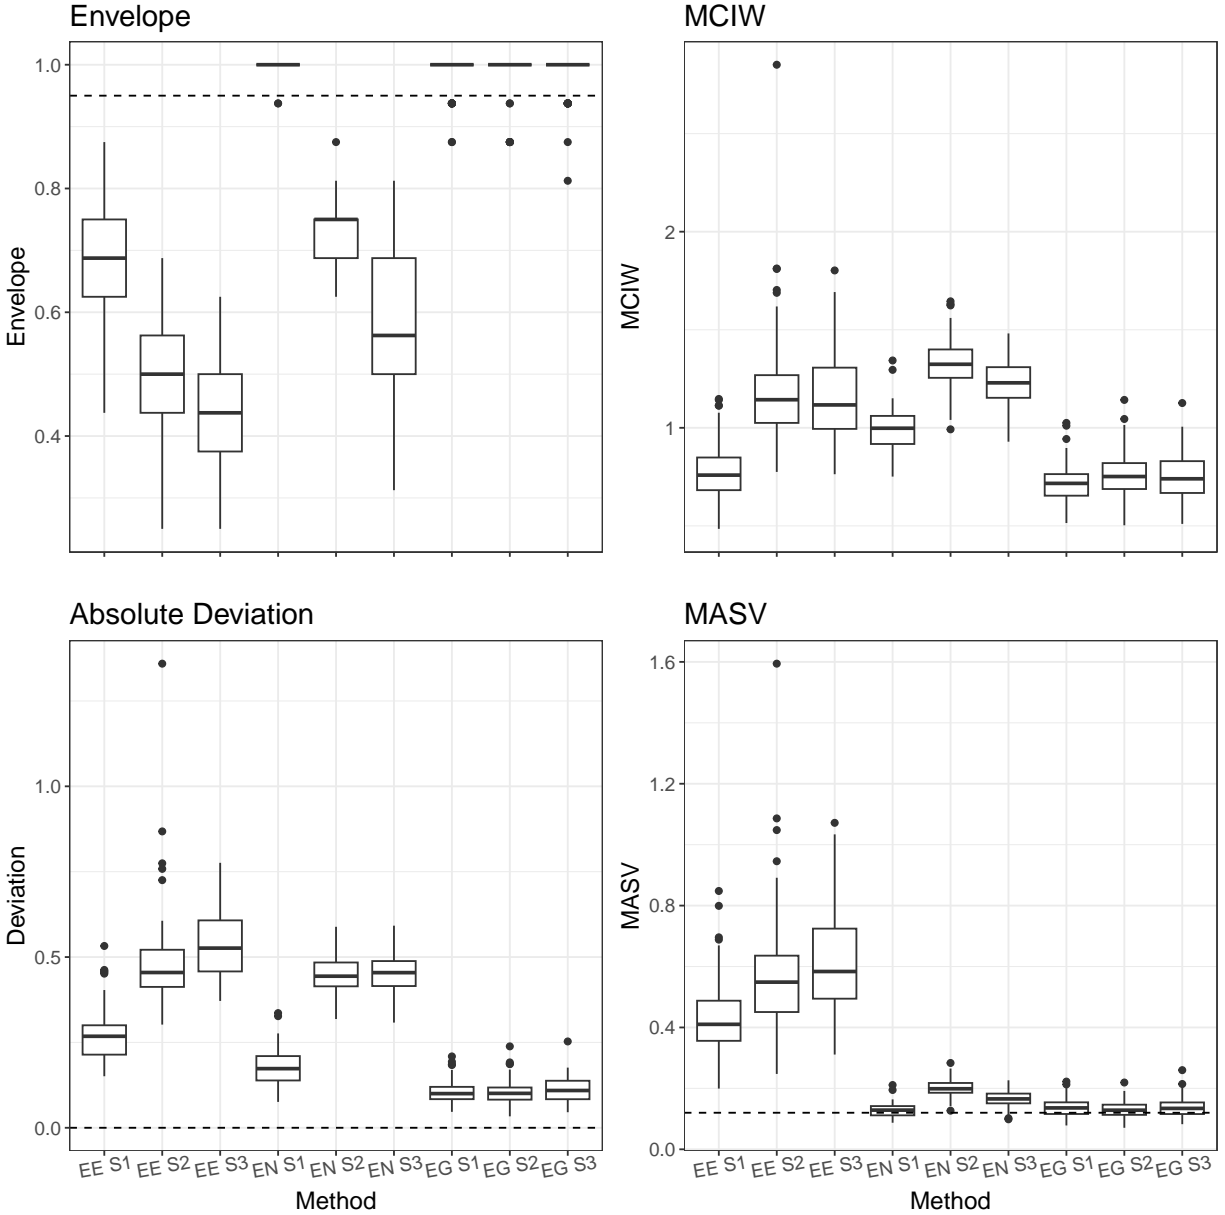 Envelope
Envelope
1.0
0.8
0.6
0.4
MCIW
MCIW
2
1
Absolute Deviation
Deviation
1.0
0.5
0.0
EE S1 EE S2 EE S3 EN S1 EN S2 EN S3 EG S1 EG S2 EG S3
Method
MASV
MASV
1.6
1.2
0.8
0.4
0.0
EE S1 EE S2 EE S3 EN S1 EN S2 EN S3 EG S1 EG S2 EG S3
Method